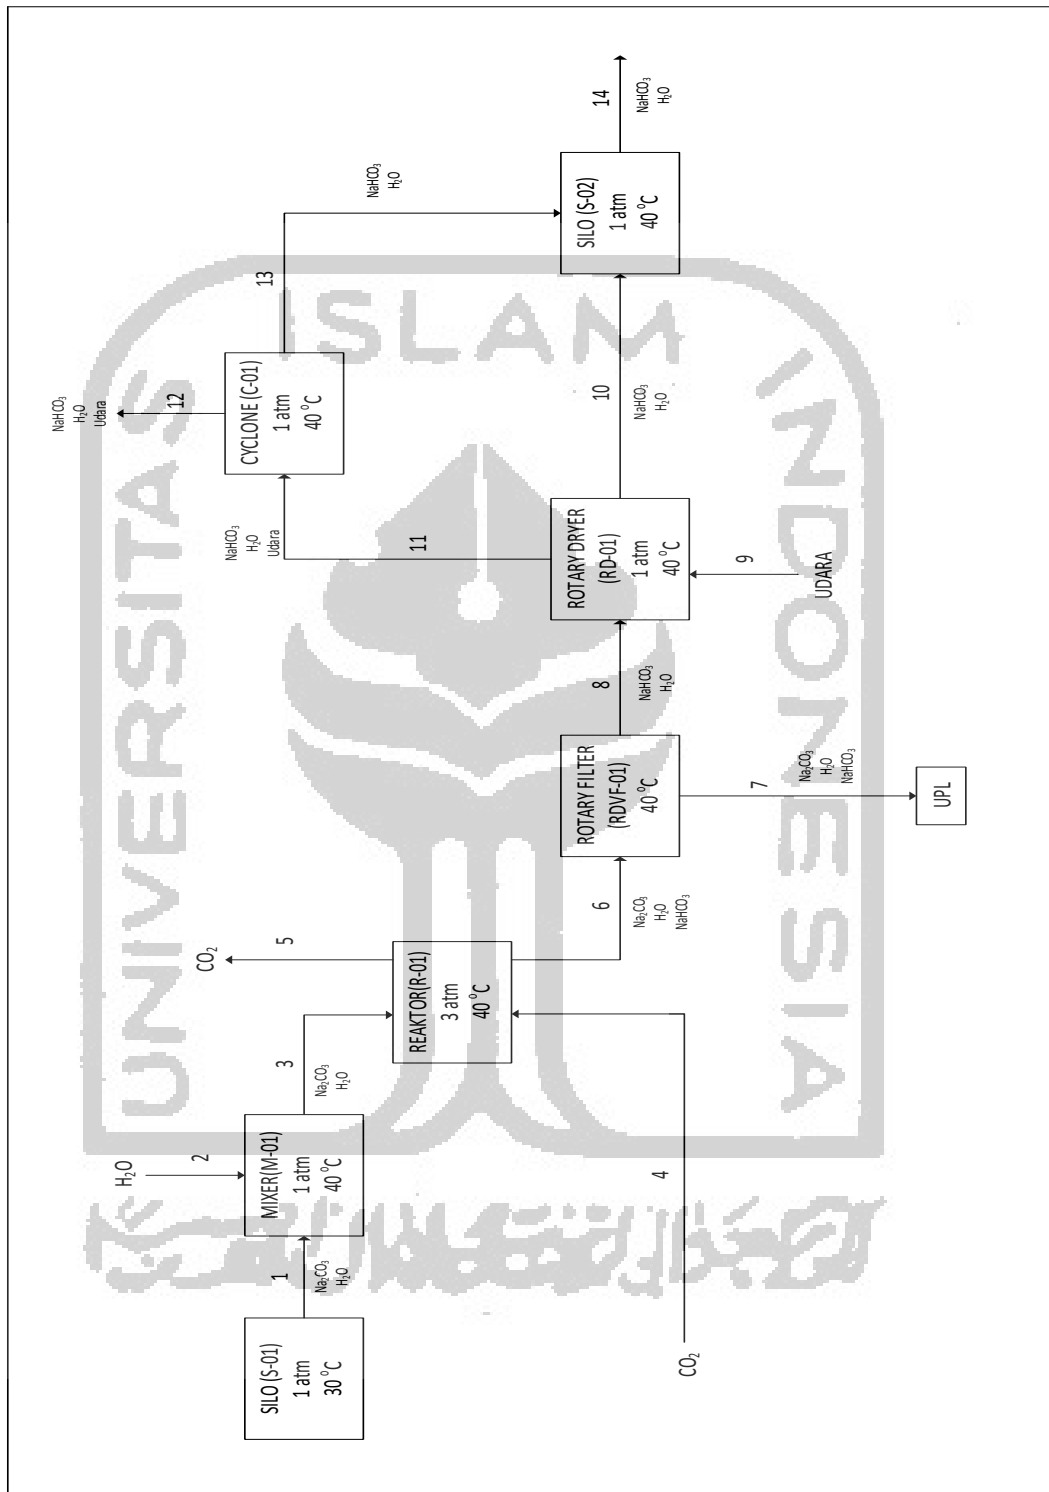 SILO (S-01)
1 atm
30 °C
1
Na₂CO₃
H₂O
H₂O
2
MIXER(M-01)
1 atm
40 °C
3
Na₂CO₃
H₂O
CO₂
4
CO₂
5
REAKTOR(R-01)
3 atm
40 °C
6
Na₂CO₃
H₂O
NaHCO₃
ROTARY FILTER
(RDVF-01)
40 °C
7
Na₂CO₃
H₂O
NaHCO₃
UPL
8
NaHCO₃
H₂O
ROTARY DRYER
(RD-01)
1 atm
40 °C
9
UDARA
10
NaHCO₃
H₂O
11
NaHCO₃
H₂O
Udara
CYCLONE (C-01)
1 atm
40 °C
12
NaHCO₃
H₂O
Udara
13
NaHCO₃
H₂O
SILO (S-02)
1 atm
40 °C
14
NaHCO₃
H₂O
UNIVERSITAS
ISLAM
INDONESIA